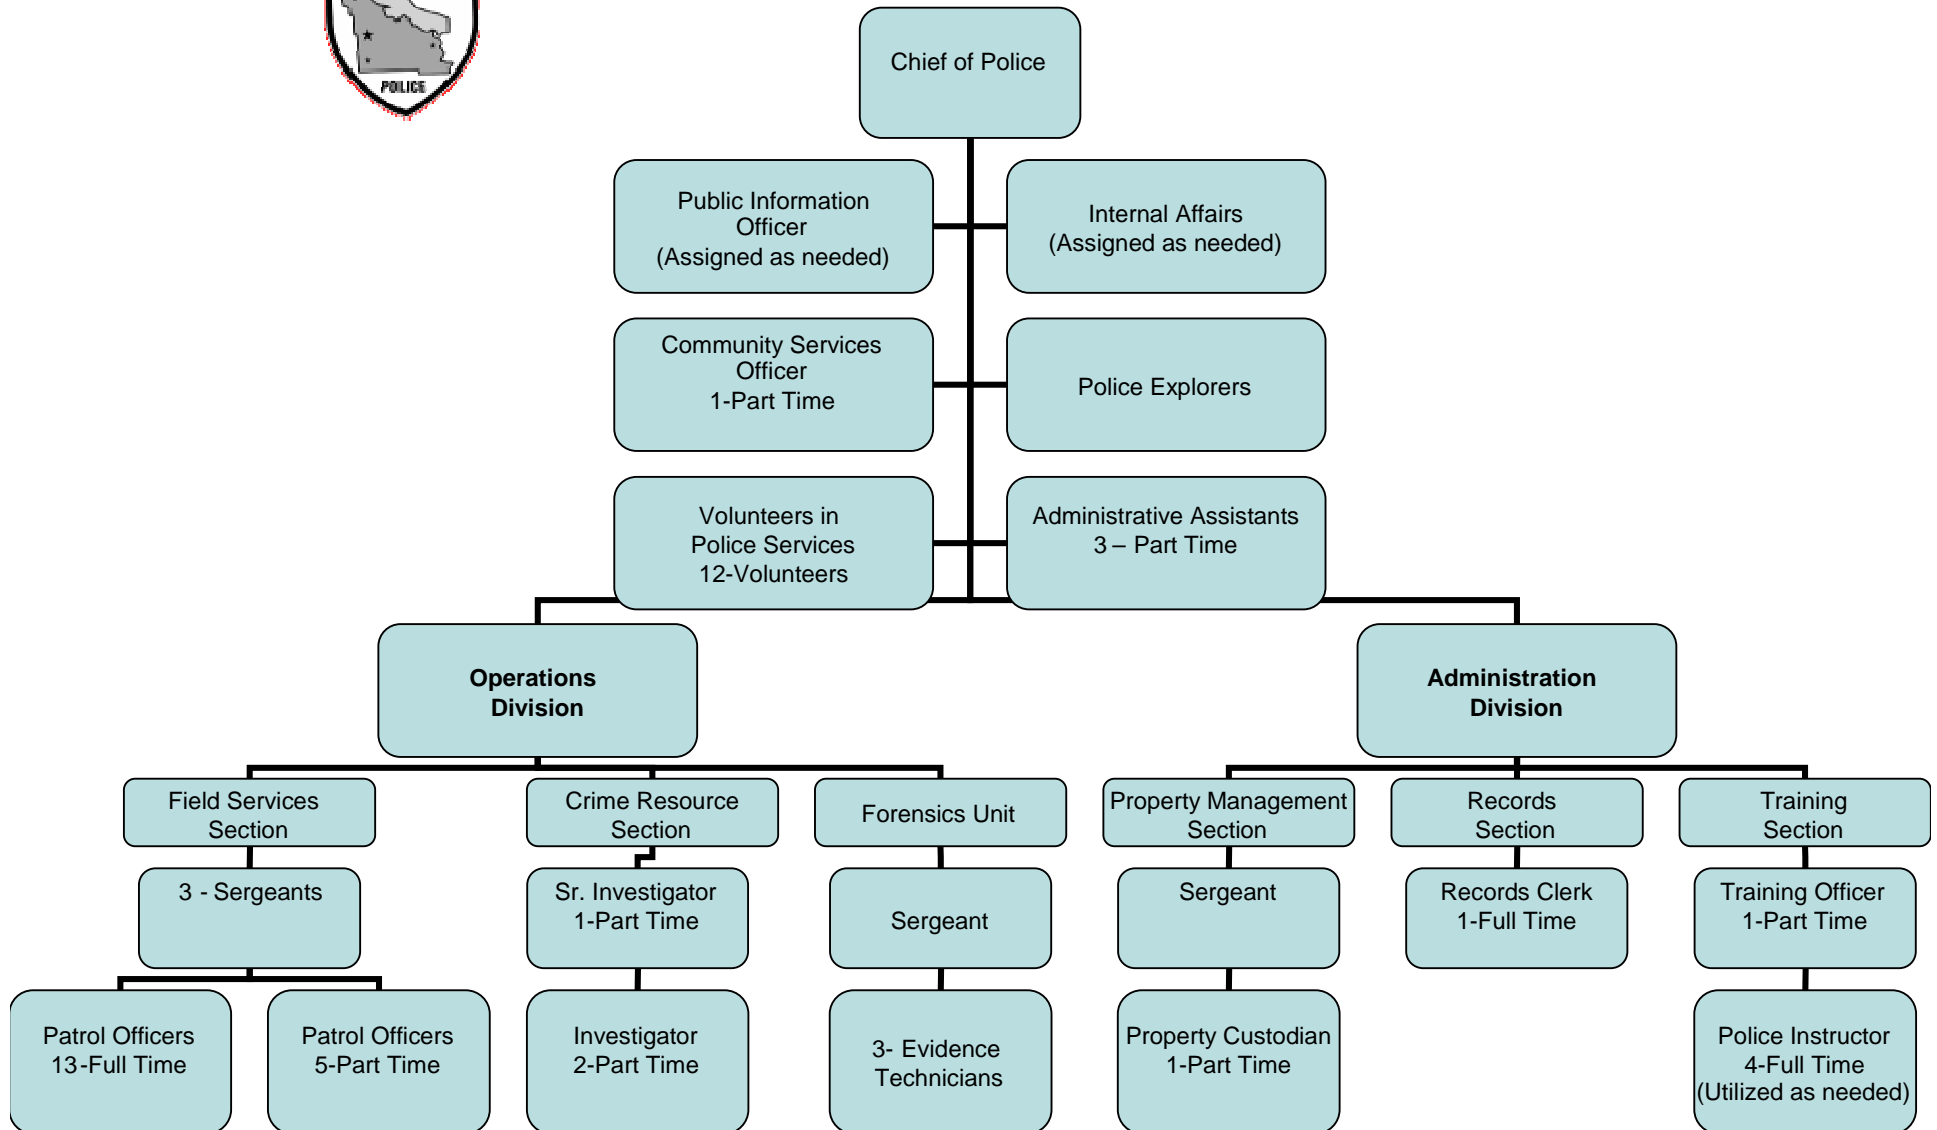 POLICE
Chief of Police
Public Information
Officer
(Assigned as needed)
Internal Affairs
(Assigned as needed)
Community Services
Officer
1-Part Time
Police Explorers
Volunteers in
Police Services
12-Volunteers
Administrative Assistants
3 – Part Time
Operations
Division
Administration
Division
Field Services
Section
Crime Resource
Section
Forensics Unit
Property Management
Section
Records
Section
Training
Section
3 - Sergeants
Sr. Investigator
1-Part Time
Sergeant
Sergeant
Records Clerk
1-Full Time
Training Officer
1-Part Time
Patrol Officers
13-Full Time
Patrol Officers
5-Part Time
Investigator
2-Part Time
3- Evidence
Technicians
Property Custodian
1-Part Time
Police Instructor
4-Full Time
(Utilized as needed)